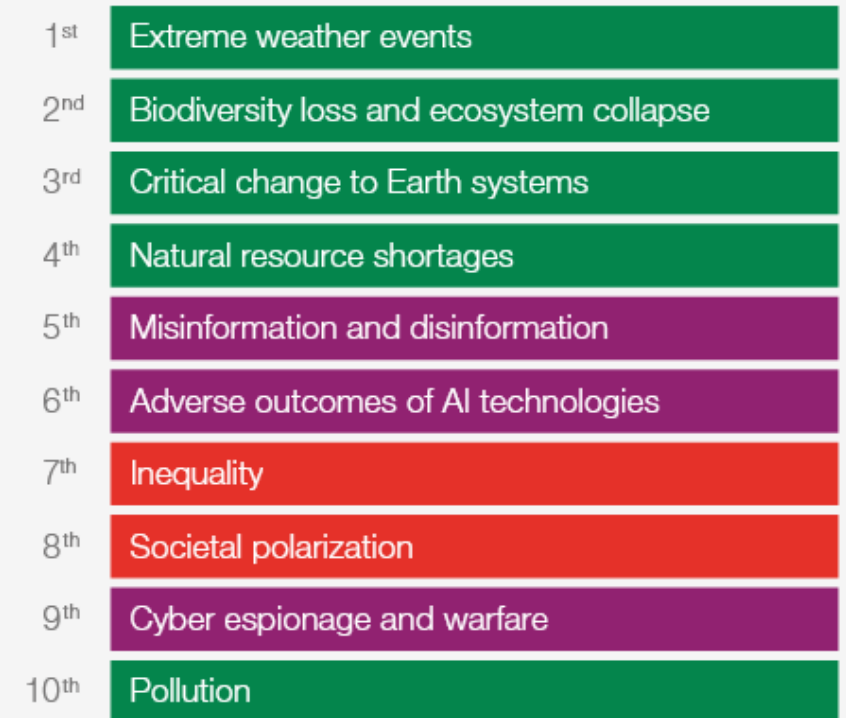 1st Extreme weather events
2nd Biodiversity loss and ecosystem collapse
3rd Critical change to Earth systems
4th Natural resource shortages
5th Misinformation and disinformation
6th Adverse outcomes of AI technologies
7th Inequality
8th Societal polarization
9th Cyber espionage and warfare
10th Pollution